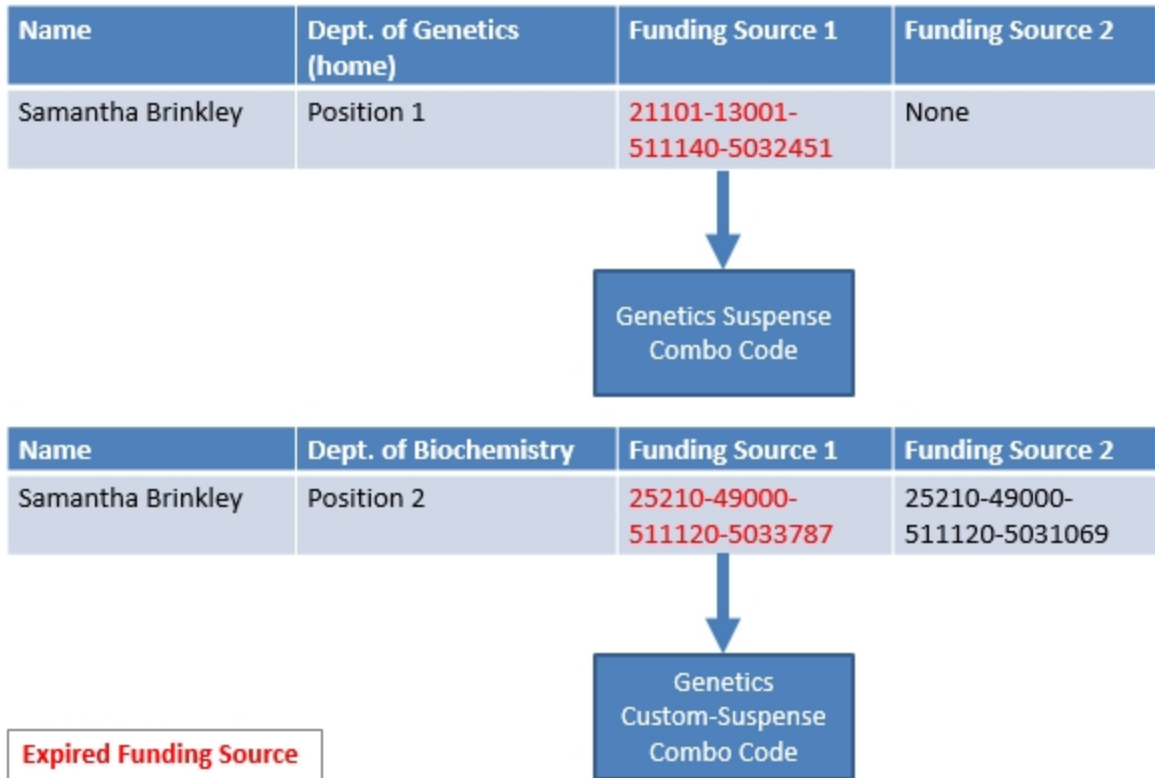 Name Dept. of Genetics (home) Funding Source 1 Funding Source 2
Samantha Brinkley Position 1 21101-13001- None
511140-5032451
Genetics Suspense
Combo Code
Name Dept. of Biochemistry Funding Source 1 Funding Source 2
Samantha Brinkley Position 2 25210-49000- 25210-49000-
511120-5033787 511120-5031069
Genetics
Custom-Suspense
Combo Code
Expired Funding Source